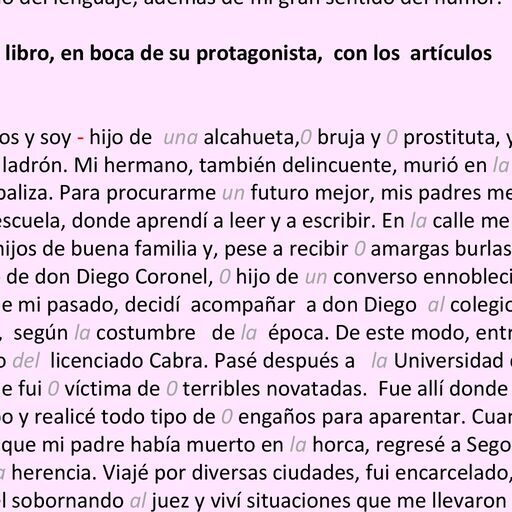 del lenguaje, además de mi gran sentido del humor.
libro, en boca de su protagonista, con los artículos
os y soy - hijo de una alcahueta,0 bruja y 0 prostituta, y
ladrón. Mi hermano, también delincuente, murió en la
paliza. Para procurarme un futuro mejor, mis padres me
escuela, donde aprendí a leer y a escribir. En la calle me
hijos de buena familia y, pese a recibir 0 amargas burlas
de don Diego Coronel, 0 hijo de un converso ennobleci
e mi pasado, decidí acompañar a don Diego al colegio
, según la costumbre de la época. De este modo, entr
o del licenciado Cabra. Pasé después a la Universidad
e fui 0 víctima de 0 terribles novatadas. Fue allí donde
po y realicé todo tipo de 0 engaños para aparentar. Cuan
que mi padre había muerto en la horca, regresé a Sego
a herencia. Viajé por diversas ciudades, fui encarcelado,
el sobornando al juez y viví situaciones que me llevaron